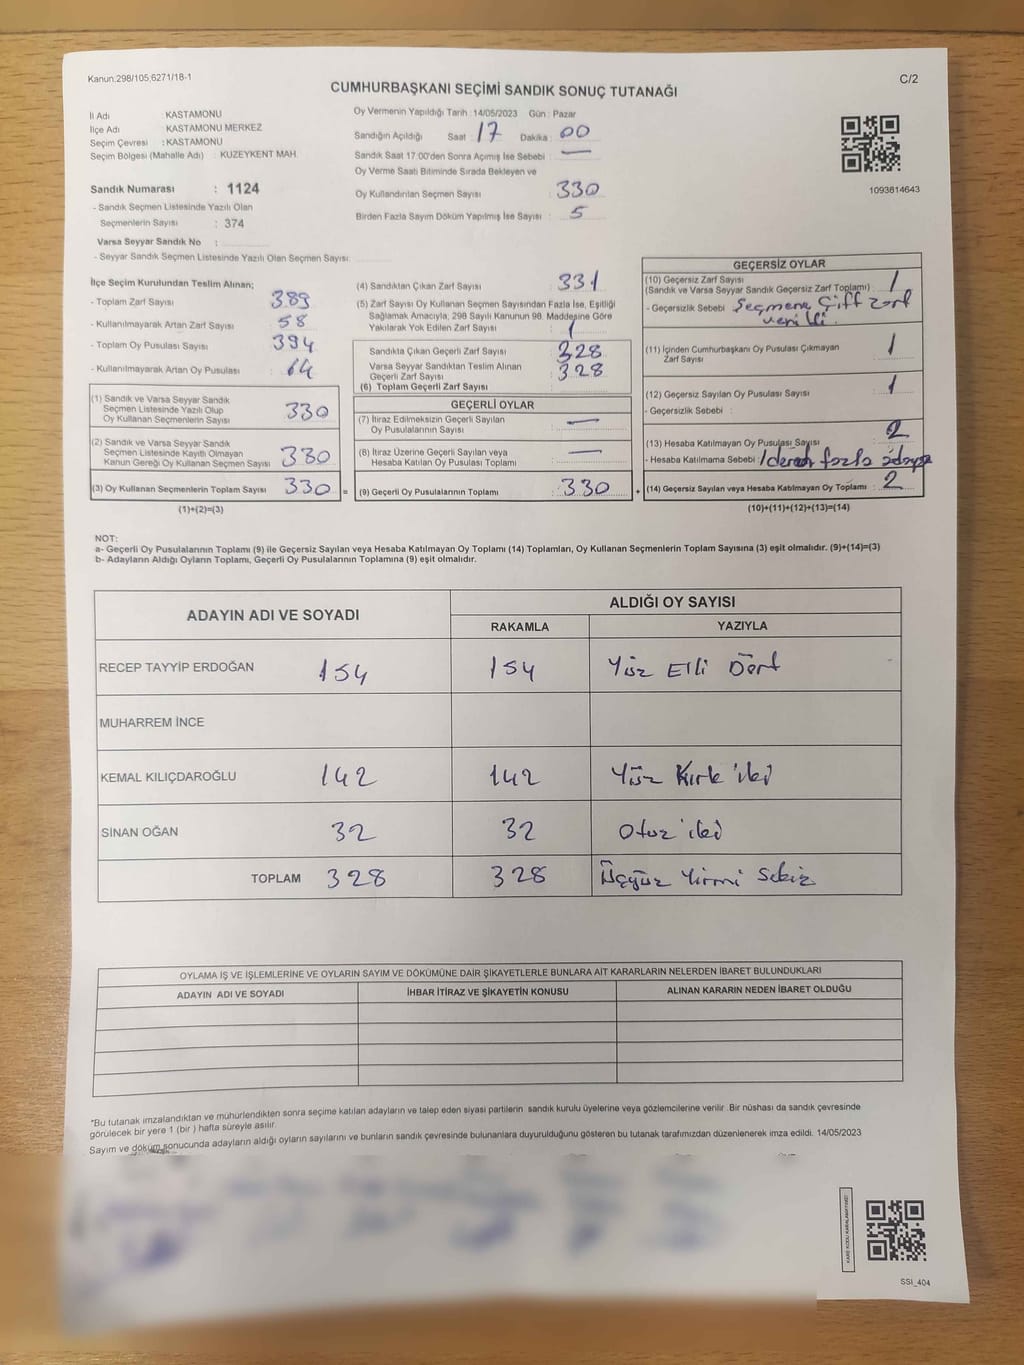 Kanun.298/105,6271/18-1
C/2
CUMHURBAŞKANI SEÇİMİ SANDIK SONUÇ TUTANAĞI
İl Adı KASTAMONU
İlçe Adı KASTAMONU MERKEZ
Seçim Çevresi : KASTAMONU
Seçim Bölgesi (Mahalle Adı) : KUZEYKENT MAH.
Sandık Numarası : 1124
- Sandık Seçmen Listesinde Yazılı Olan
Seçmenlerin Sayısı : 374
Varsa Seyyar Sandık No :
- Seyyar Sandık Seçmen Listesinde Yazılı Olan Seçmen Sayısı:
Oy Vermenin Yapıldığı Tarih : 14/05/2023 Gün : Pazar
Sandığın Açıldığı Saat : 17 Dakika : 00
Sandık Saat 17:00'den Sonra Açımış İse Sebebi : —
Oy Verme Saati Bitiminde Sırada Bekleyen ve
Oy Kullandırılan Seçmen Sayısı : 330
Birden Fazla Sayım Döküm Yapılmış İse Sayısı : 5
1093814643
İlçe Seçim Kurulundan Teslim Alınan;
- Toplam Zarf Sayısı : 389
- Kullanılmayarak Artan Zarf Sayısı : 58
- Toplam Oy Pusulası Sayısı : 394
- Kullanılmayarak Artan Oy Pusulası : 64
(1) Sandık ve Varsa Seyyar Sandık
Seçmen Listesinde Yazılı Olup
Oy Kullanan Seçmenlerin Sayısı : 330
(2) Sandık ve Varsa Seyyar Sandık
Seçmen Listesinde Kayıtlı Olmayan
Kanun Gereği Oy Kullanan Seçmen Sayısı : 330
(3) Oy Kullanan Seçmenlerin Toplam Sayısı : 330 =
(1)+(2)=(3)
(4) Sandıktan Çıkan Zarf Sayısı : 331
(5) Zarf Sayısı Oy Kullanan Seçmen Sayısından Fazla İse, Eşitliği
Sağlamak Amacıyla, 298 Sayılı Kanunun 98. Maddesine Göre
Yakılarak Yok Edilen Zarf Sayısı : 1
Sandıkta Çıkan Geçerli Zarf Sayısı : 328
Varsa Seyyar Sandıktan Teslim Alınan
Geçerli Zarf Sayısı : 328
(6) Toplam Geçerli Zarf Sayısı :
GEÇERLİ OYLAR
(7) İtiraz Edilmeksizin Geçerli Sayılan
Oy Pusulalarının Sayısı : —
(8) İtiraz Üzerine Geçerli Sayılan veya
Hesaba Katılan Oy Pusulası Toplamı : —
(9) Geçerli Oy Pusulalarının Toplamı : 330 +
GEÇERSİZ OYLAR
(10) Geçersiz Zarf Sayısı
(Sandık ve Varsa Seyyar Sandık Geçersiz Zarf Toplamı) : 1
- Geçersizlik Sebebi : Seçmene Çift Zarf
verildi.
(11) İçinden Cumhurbaşkanı Oy Pusulası Çıkmayan
Zarf Sayısı : 1
(12) Geçersiz Sayılan Oy Pusulası Sayısı : 1
- Geçersizlik Sebebi :
(13) Hesaba Katılmayan Oy Pusulası Sayısı : 2
- Hesaba Katılmama Sebebi : fazla
(14) Geçersiz Sayılan veya Hesaba Katılmayan Oy Toplamı : 2
(10)+(11)+(12)+(13)=(14)
NOT:
a- Geçerli Oy Pusulalarının Toplamı (9) ile Geçersiz Sayılan veya Hesaba Katılmayan Oy Toplamı (14) Toplamları, Oy Kullanan Seçmenlerin Toplam Sayısına (3) eşit olmalıdır. (9)+(14)=(3)
b- Adayların Aldığı Oyların Toplamı, Geçerli Oy Pusulalarının Toplamına (9) eşit olmalıdır.
ADAYIN ADI VE SOYADI ALDIĞI OY SAYISI
RAKAMLA YAZIYLA
RECEP TAYYİP ERDOĞAN 154 154 Yüz Elli Dört
MUHARREM İNCE
KEMAL KILIÇDAROĞLU 142 142 Yüz Kırk iki
SİNAN OĞAN 32 32 Otuz iki
TOPLAM 328 328 Üçyüz Yirmi Sekiz
OYLAMA İŞ VE İŞLEMLERİNE VE OYLARIN SAYIM VE DÖKÜMÜNE DAİR ŞİKAYETLERLE BUNLARA AİT KARARLARIN NELERDEN İBARET BULUNDUKLARI
ADAYIN ADI VE SOYADI İHBAR İTİRAZ VE ŞİKAYETİN KONUSU ALINAN KARARIN NEDEN İBARET OLDUĞU
"Bu tutanak imzalandıktan ve mühürlendikten sonra seçime katılan adayların ve talep eden siyasi partilerin sandık kurulu üyelerine veya gözlemcilerine verilir. Bir nüshası da sandık çevresinde
görülecek bir yere 1 (bir ) hafta süreyle asılır.
Sayım ve döküm sonucunda adayların aldığı oyların sayılarını ve bunların sandık çevresinde bulunanlara duyurulduğunu gösteren bu tutanak tarafımızdan düzenlenerek imza edildi. 14/05/2023
KARE KODU KARALAMAYINIZ!
SSI_404